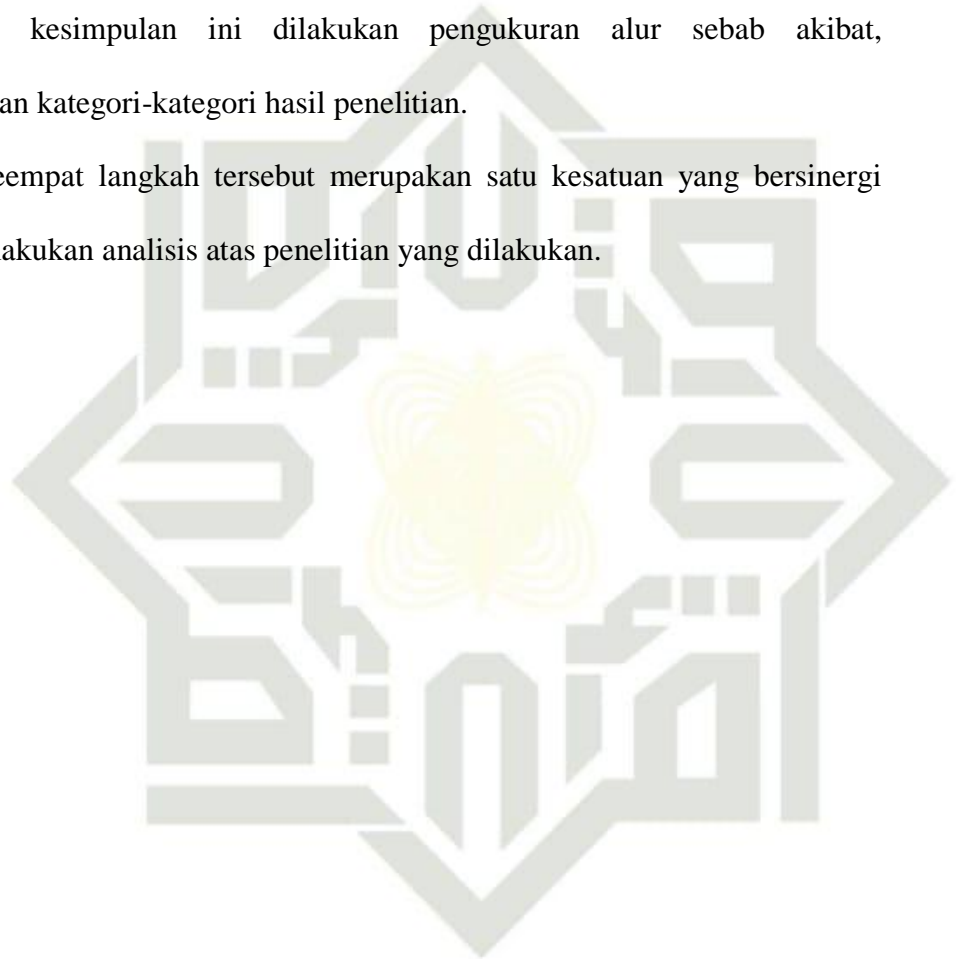 kesimpulan ini dilakukan pengukuran alur sebab akibat,
an kategori-kategori hasil penelitian.
eempat langkah tersebut merupakan satu kesatuan yang bersinergi
lakukan analisis atas penelitian yang dilakukan.